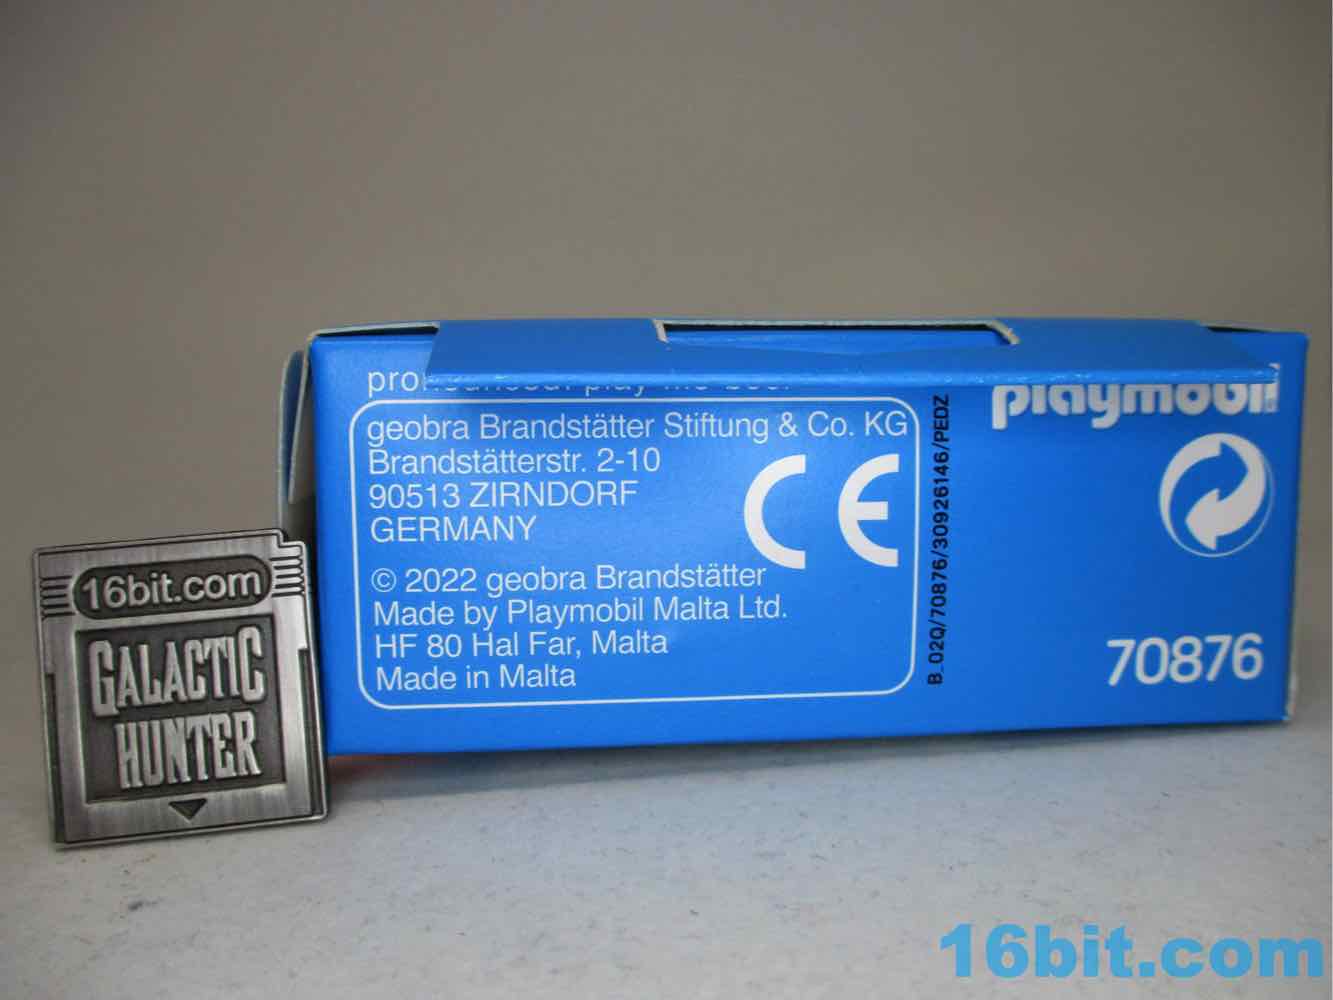 playmobil
geobra Brandstätter Stiftung & Co. KG
Brandstätterstr. 2-10
90513 ZIRNDORF
GERMANY
CE
© 2022 geobra Brandstätter
Made by Playmobil Malta Ltd.
HF 80 Hal Far, Malta
Made in Malta
B_02Q/70876/30926146/PEDZ
70876
16bit.com
GALACTIC
HUNTER
16bit.com